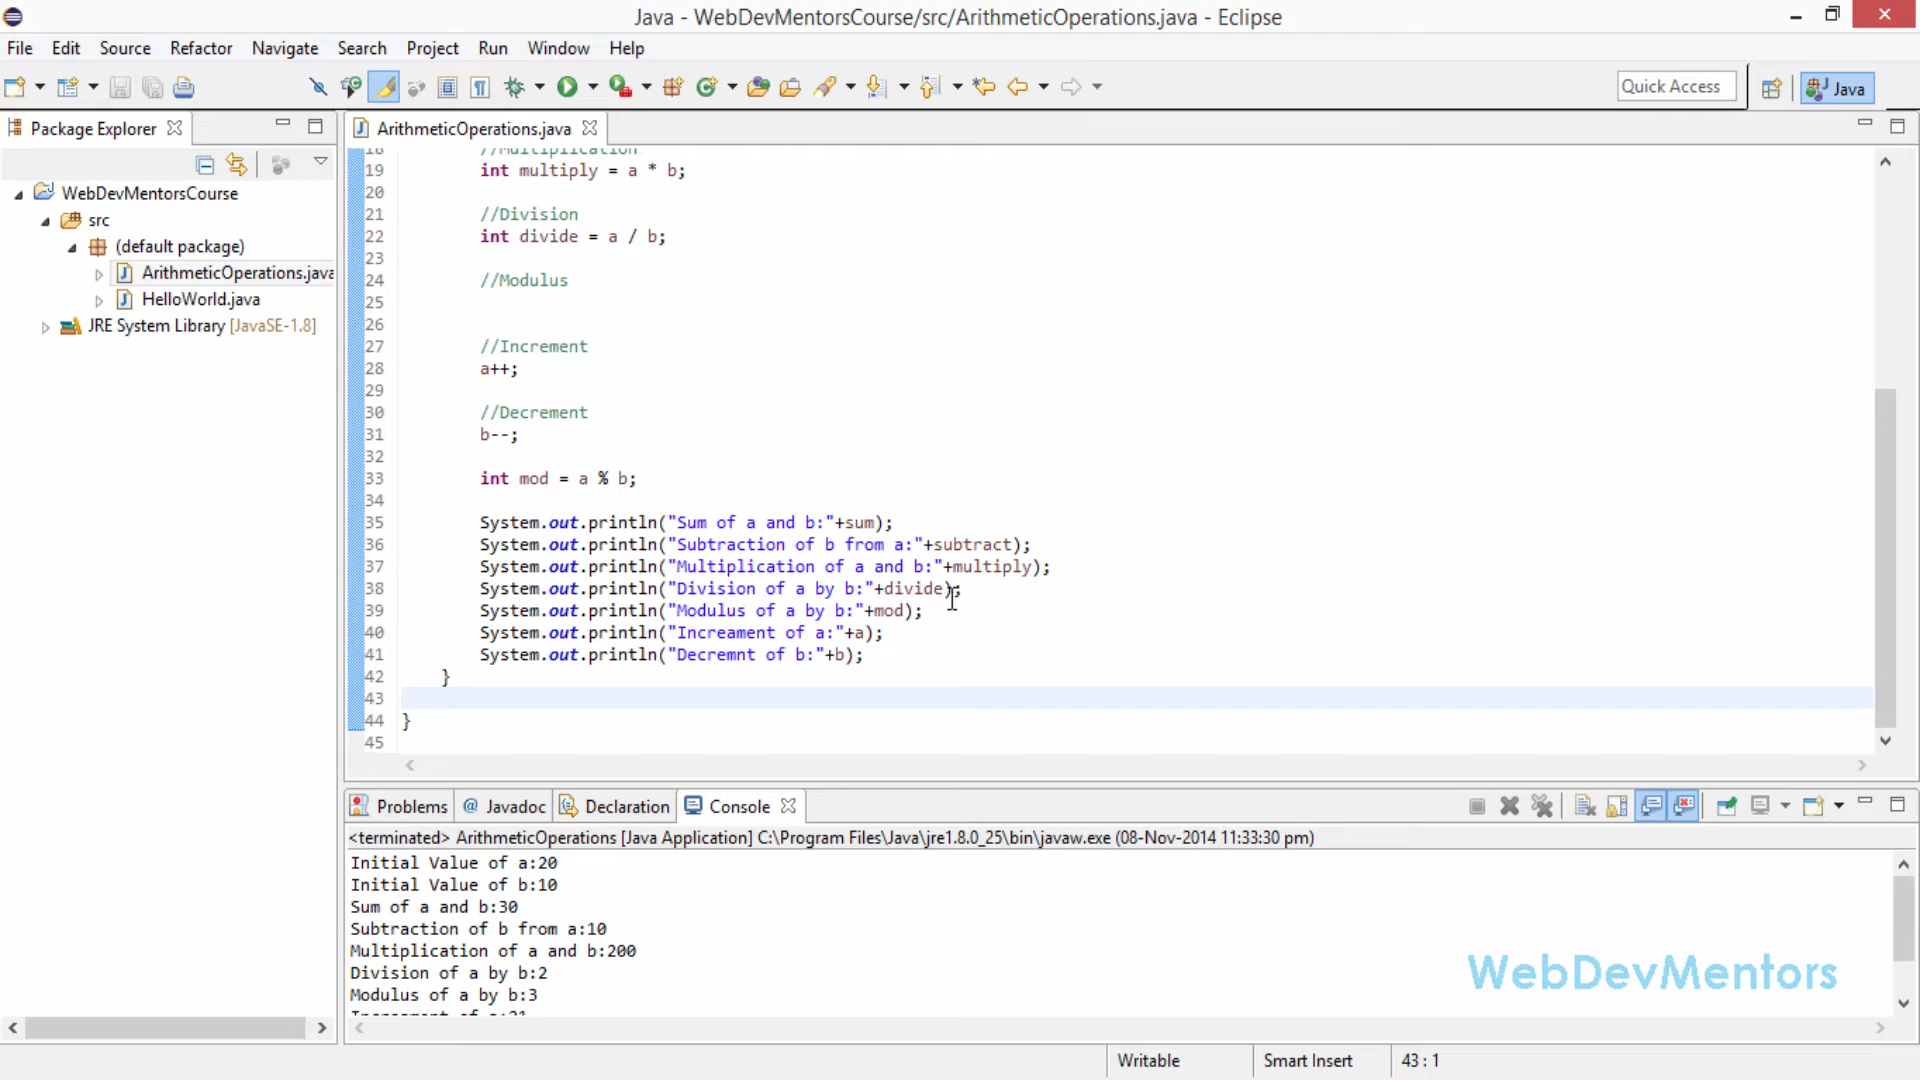 Java - WebDevMentorsCourse/src/ArithmeticOperations.java - Eclipse
File Edit Source Refactor Navigate Search Project Run Window Help
Quick Access
Java
Package Explorer
WebDevMentorsCourse
src
(default package)
ArithmeticOperations.java
HelloWorld.java
JRE System Library [JavaSE-1.8]
ArithmeticOperations.java
18 //Multiplication
19 int multiply = a * b;
20
21 //Division
22 int divide = a / b;
23
24 //Modulus
25
26
27 //Increment
28 a++;
29
30 //Decrement
31 b--;
32
33 int mod = a % b;
34
35 System.out.println("Sum of a and b:"+sum);
36 System.out.println("Subtraction of b from a:"+subtract);
37 System.out.println("Multiplication of a and b:"+multiply);
38 System.out.println("Division of a by b:"+divide);
39 System.out.println("Modulus of a by b:"+mod);
40 System.out.println("Increament of a:"+a);
41 System.out.println("Decremnt of b:"+b);
42 }
43
44 }
45
Problems @ Javadoc Declaration Console
<terminated> ArithmeticOperations [Java Application] C:\Program Files\Java\jre1.8.0_25\bin\javaw.exe (08-Nov-2014 11:33:30 pm)
Initial Value of a:20
Initial Value of b:10
Sum of a and b:30
Subtraction of b from a:10
Multiplication of a and b:200
Division of a by b:2
Modulus of a by b:3
Increament of a:21
WebDevMentors
Writable Smart Insert 43 : 1